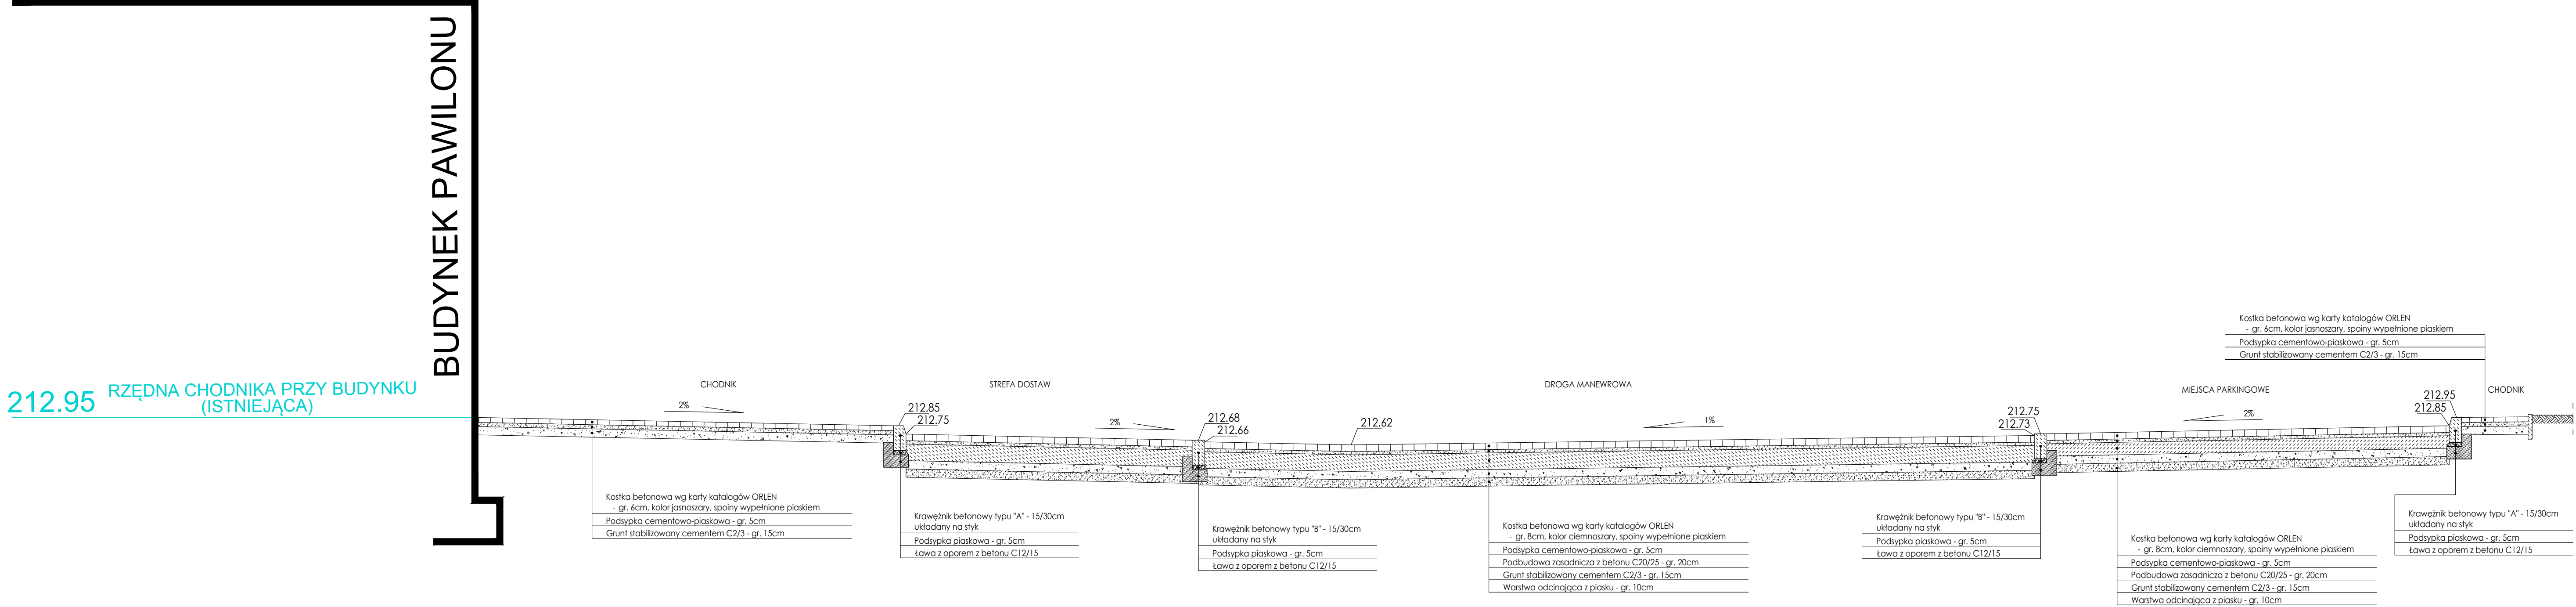 BUDYNEK PAWILONU
212.95
RZĘDNA CHODNIKA PRZY BUDYNKU
(ISTNIEJĄCA)
CHODNIK
2%
STREFA DOSTAW
2%
DROGA MANEWROWA
1%
MIEJSCA PARKINGOWE
2%
CHODNIK
212.85
212.75
212.68
212.66
212.62
212.75
212.73
212.95
212.85
Kostka betonowa wg karty katalogów ORLEN
- gr. 6cm, kolor jasnoszary, spoiny wypełnione piaskiem
Podsypka cementowo-piaskowa - gr. 5cm
Grunt stabilizowany cementem C2/3 - gr. 15cm
Kostka betonowa wg karty katalogów ORLEN
- gr. 6cm, kolor jasnoszary, spoiny wypełnione piaskiem
Podsypka cementowo-piaskowa - gr. 5cm
Grunt stabilizowany cementem C2/3 - gr. 15cm
Krawężnik betonowy typu "A" - 15/30cm
układany na styk
Podsypka piaskowa - gr. 5cm
Ława z oporem z betonu C12/15
Krawężnik betonowy typu "B" - 15/30cm
układany na styk
Podsypka piaskowa - gr. 5cm
Ława z oporem z betonu C12/15
Kostka betonowa wg karty katalogów ORLEN
- gr. 8cm, kolor ciemnoszary, spoiny wypełnione piaskiem
Podsypka cementowo-piaskowa - gr. 5cm
Podbudowa zasadnicza z betonu C20/25 - gr. 20cm
Grunt stabilizowany cementem C2/3 - gr. 15cm
Warstwa odcinająca z piasku - gr. 10cm
Krawężnik betonowy typu "B" - 15/30cm
układany na styk
Podsypka piaskowa - gr. 5cm
Ława z oporem z betonu C12/15
Kostka betonowa wg karty katalogów ORLEN
- gr. 8cm, kolor ciemnoszary, spoiny wypełnione piaskiem
Podsypka cementowo-piaskowa - gr. 5cm
Podbudowa zasadnicza z betonu C20/25 - gr. 20cm
Grunt stabilizowany cementem C2/3 - gr. 15cm
Warstwa odcinająca z piasku - gr. 10cm
Krawężnik betonowy typu "A" - 15/30cm
układany na styk
Podsypka piaskowa - gr. 5cm
Ława z oporem z betonu C12/15